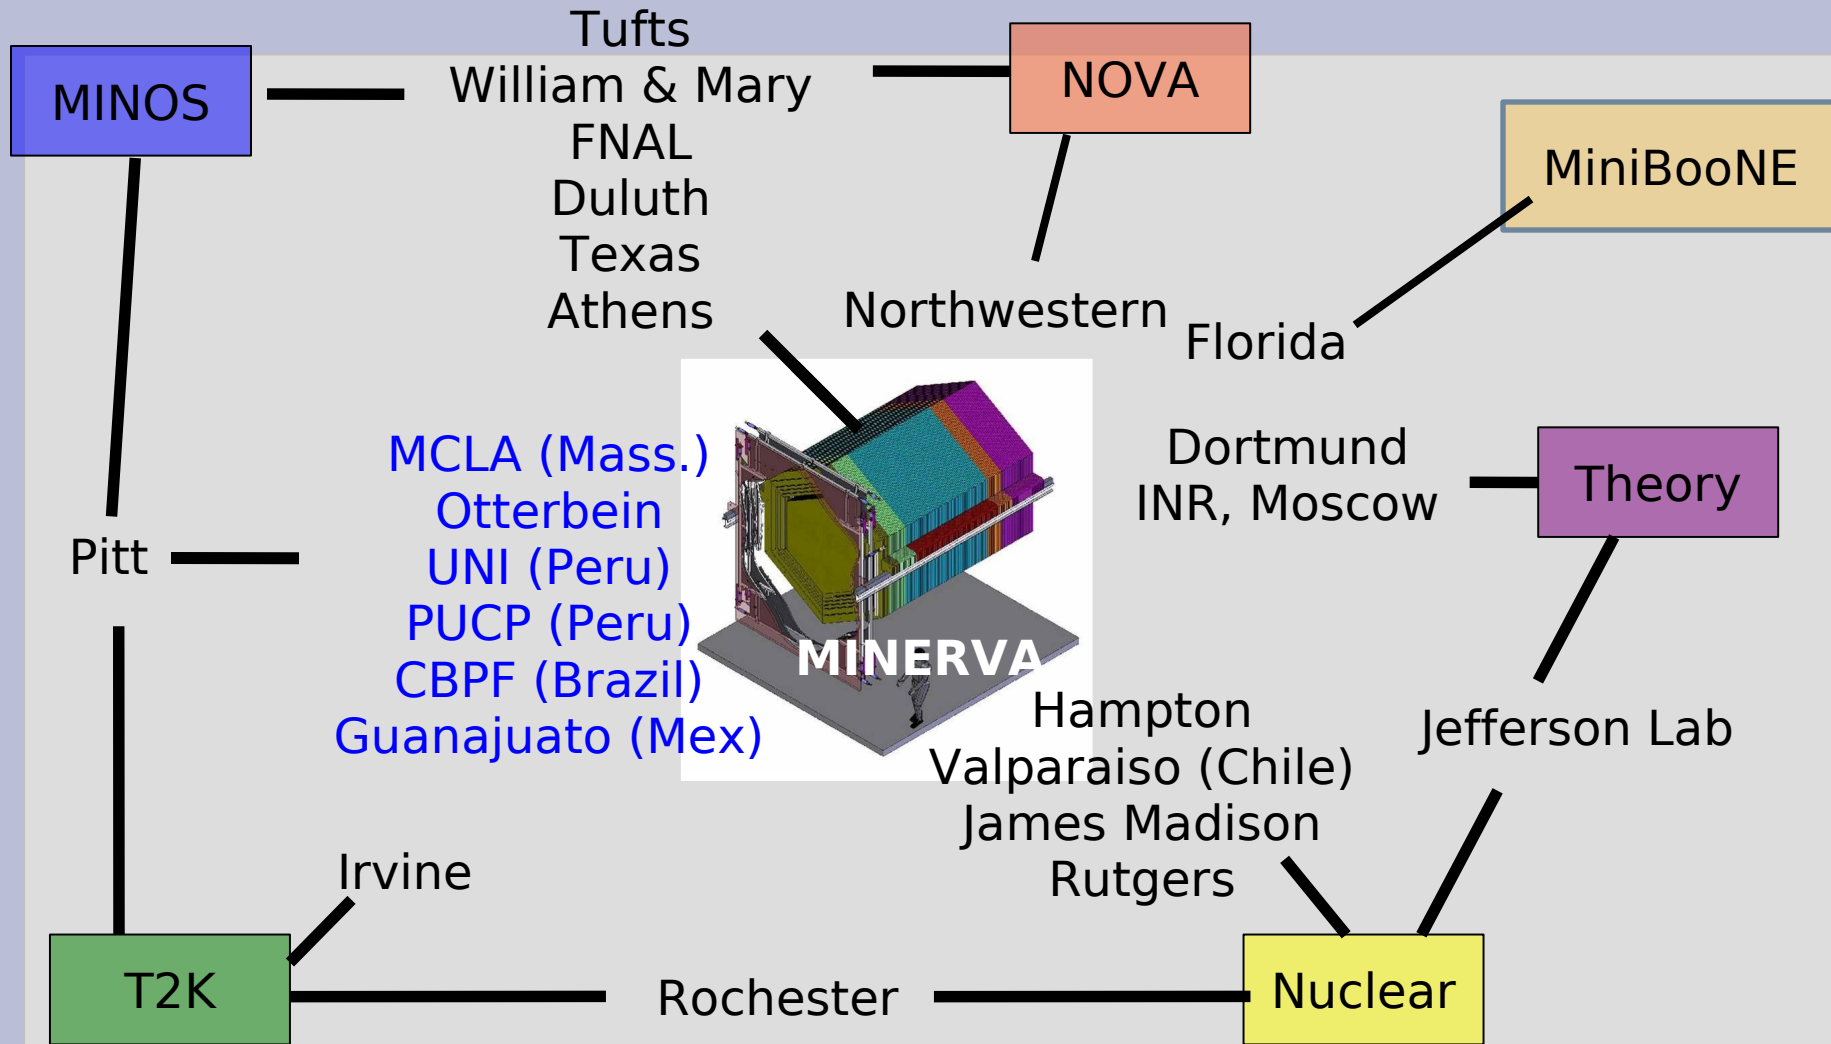 Tufts
William & Mary
FNAL
Duluth
Texas
Athens
MINOS
NOVA
MiniBooNE
Northwestern
Florida
MCLA (Mass.)
Otterbein
UNI (Peru)
PUCP (Peru)
CBPF (Brazil)
Guanajuato (Mex)
Dortmund
INR, Moscow
Theory
Pitt
MINERVA
Hampton
Valparaiso (Chile)
James Madison
Rutgers
Jefferson Lab
Irvine
T2K
Rochester
Nuclear